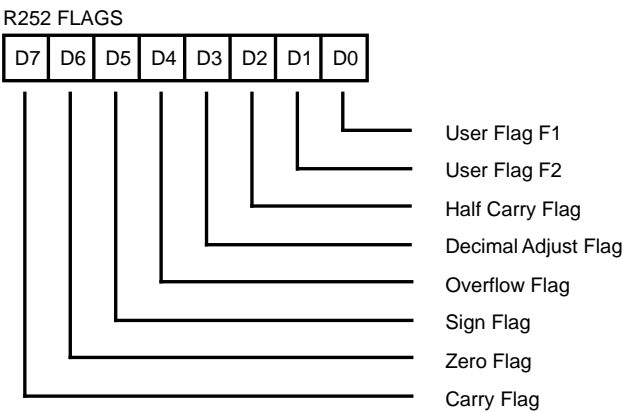 R252 FLAGS
D7 D6 D5 D4 D3 D2 D1 D0
User Flag F1
User Flag F2
Half Carry Flag
Decimal Adjust Flag
Overflow Flag
Sign Flag
Zero Flag
Carry Flag